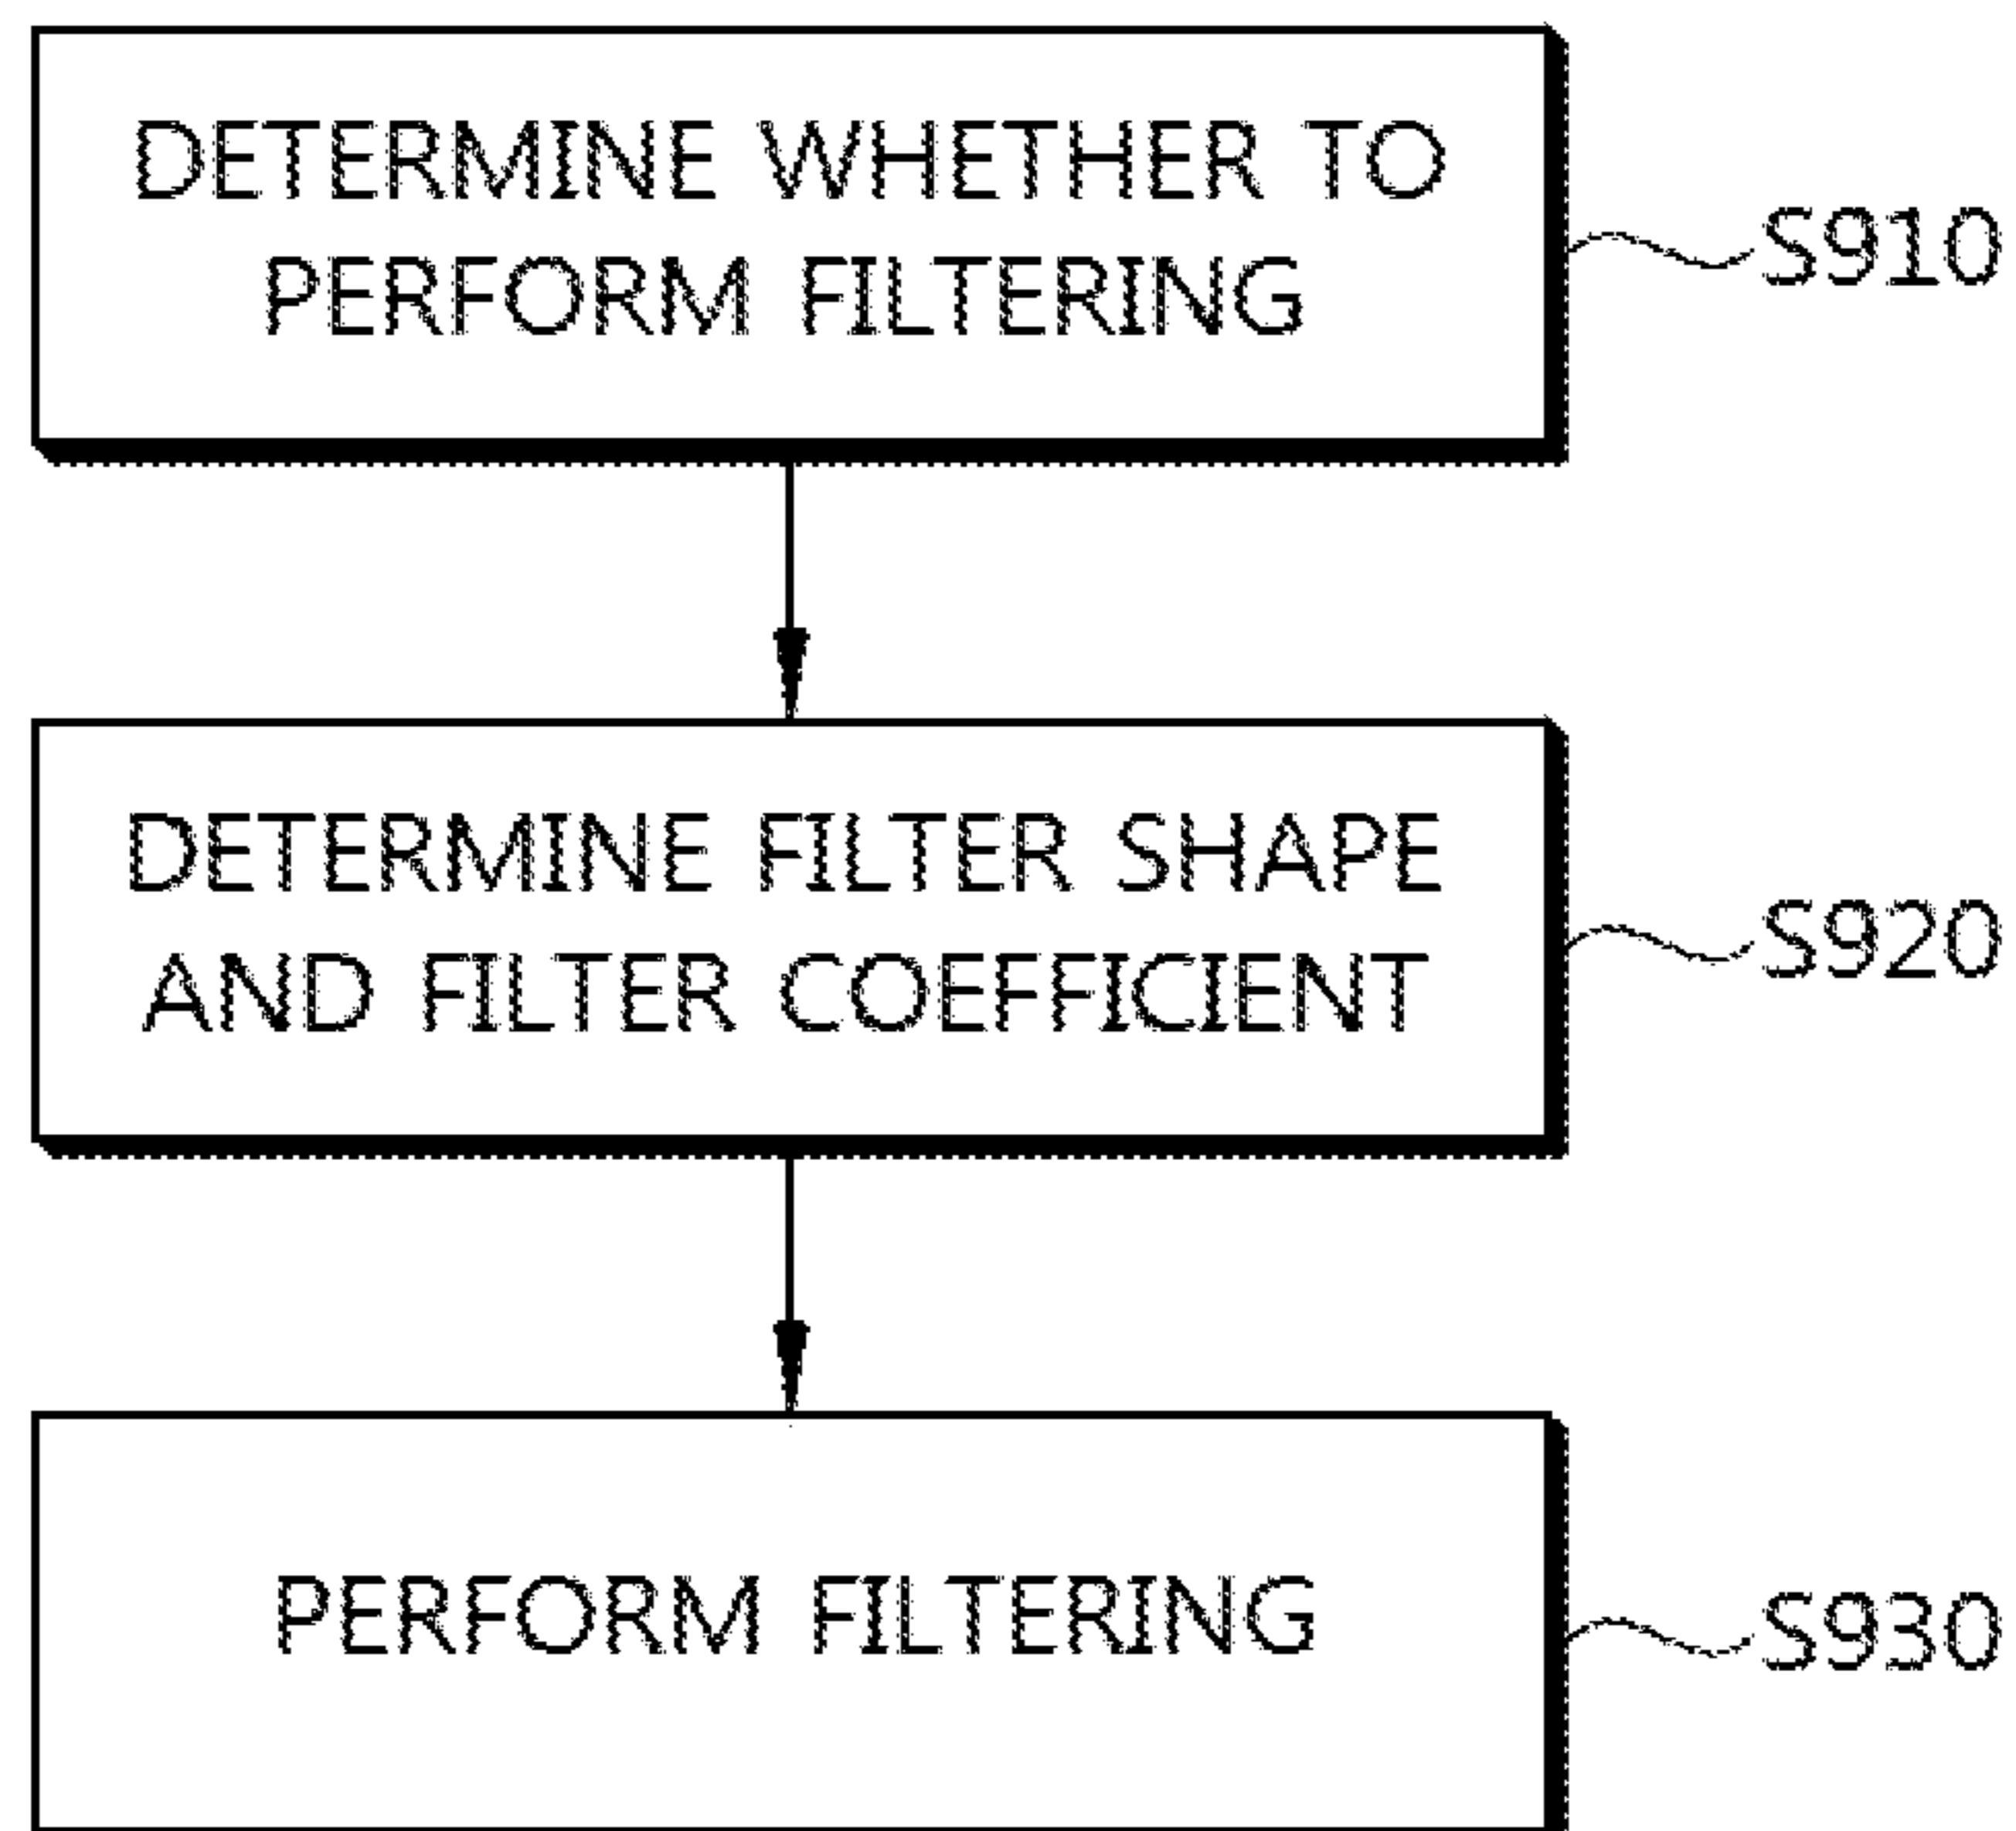 DETERMINE WHETHER TO
PERFORM FILTERING
S910
DETERMINE FILTER SHAPE
AND FILTER COEFFICIENT
S920
PERFORM FILTERING
S930